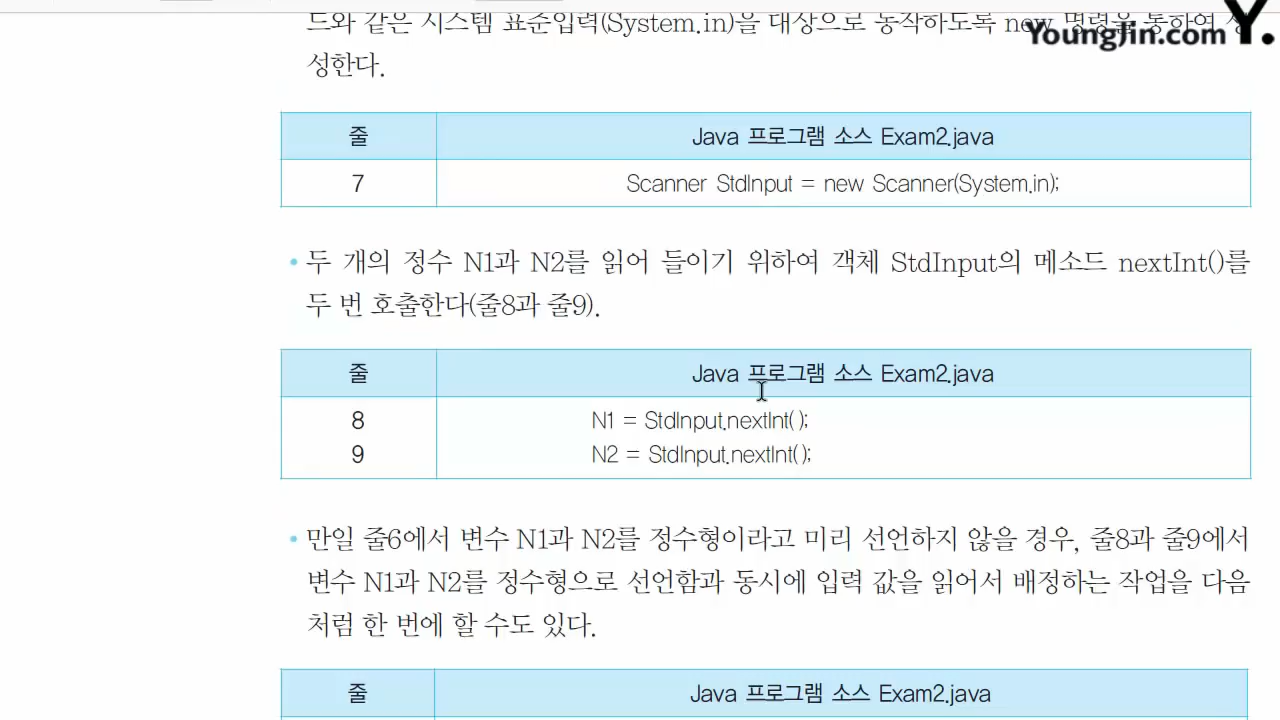 드와 같은 시스템 표준입력(System.in)을 대상으로 동작하도록 new 명령을 통하여 생
YoungJin.com Y.
성한다.
줄 Java 프로그램 소스 Exam2.java
7 Scanner StdInput = new Scanner(System.in);
• 두 개의 정수 N1과 N2를 읽어 들이기 위하여 객체 StdInput의 메소드 nextInt()를
두 번 호출한다(줄8과 줄9).
줄 Java 프로그램 소스 Exam2.java
8 N1 = StdInput.nextInt( );
9 N2 = StdInput.nextInt( );
• 만일 줄6에서 변수 N1과 N2를 정수형이라고 미리 선언하지 않을 경우, 줄8과 줄9에서
변수 N1과 N2를 정수형으로 선언함과 동시에 입력 값을 읽어서 배정하는 작업을 다음
처럼 한 번에 할 수도 있다.
줄 Java 프로그램 소스 Exam2.java